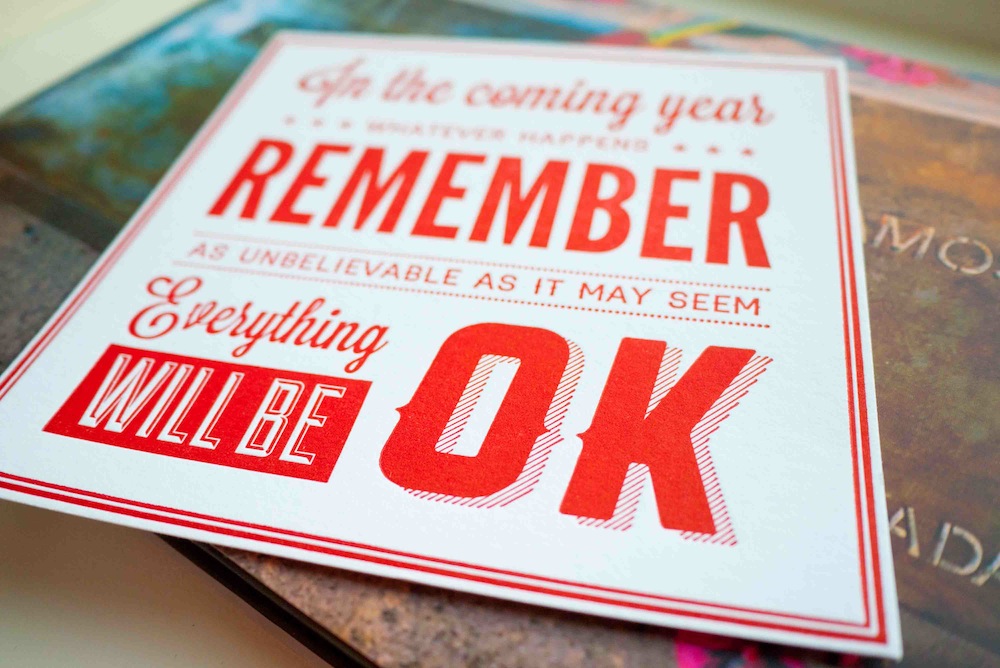 In the coming year
WHATEVER HAPPENS
REMEMBER
AS UNBELIEVABLE AS IT MAY SEEM
Everything
WILL BE
OK